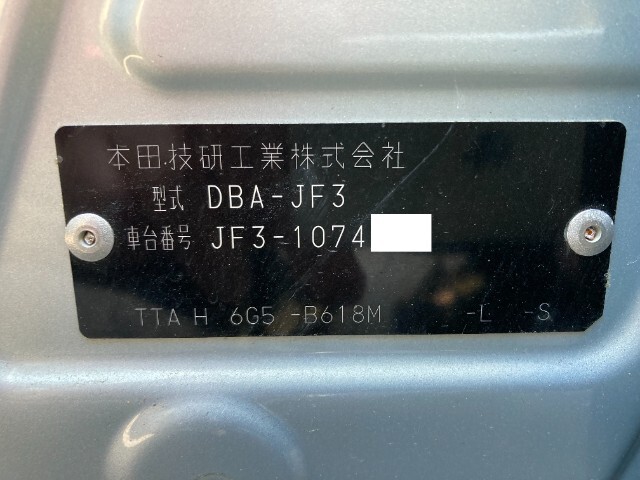 本田技研工業株式会社
型式 DBA-JF3
車台番号 JF3-1074
TTA H 6G5 -B618M -L -S